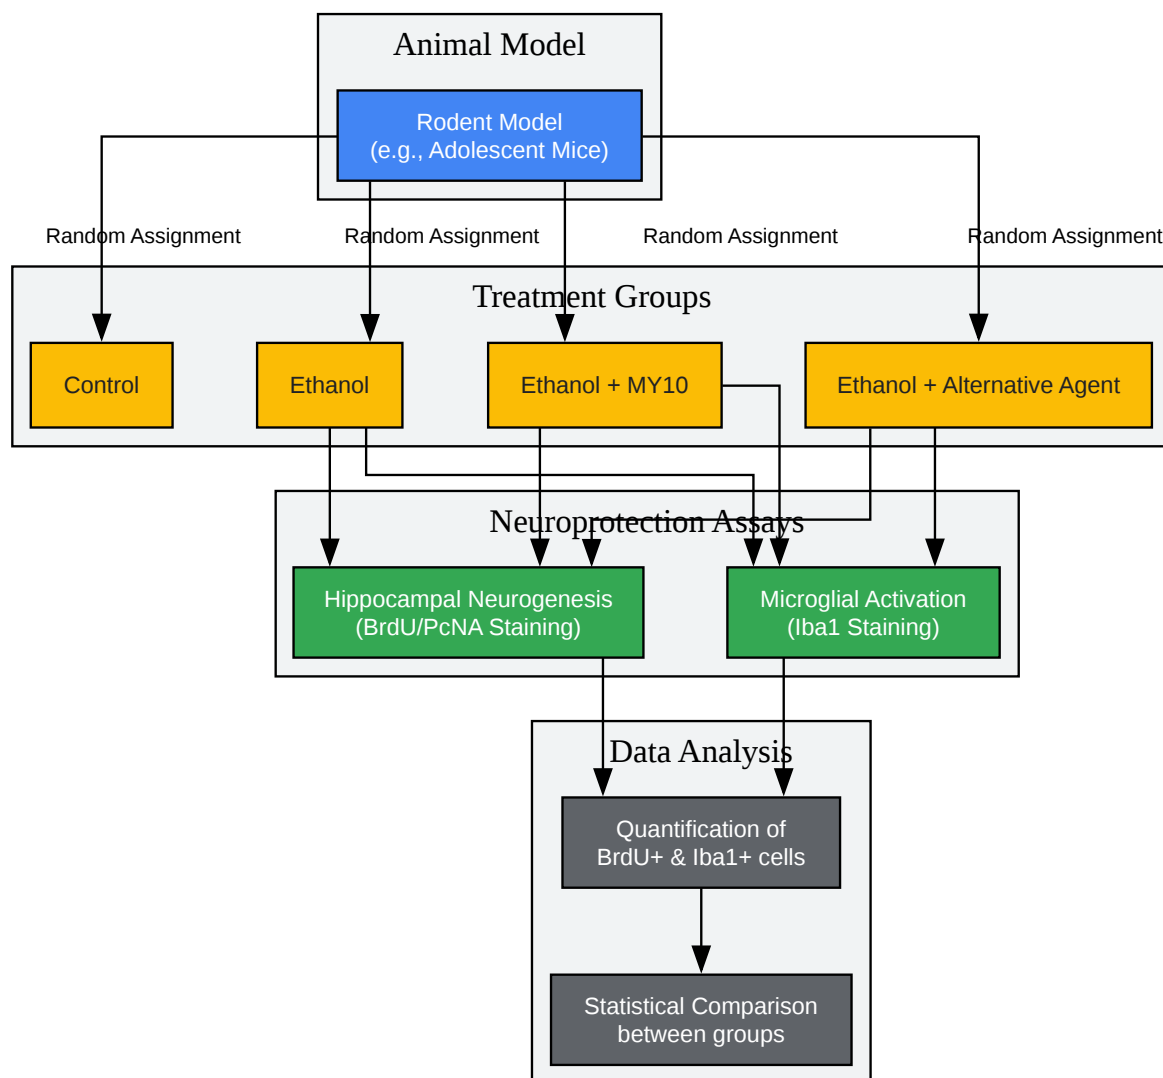 Animal Model
Rodent Model
(e.g., Adolescent Mice)
Random Assignment
Random Assignment
Random Assignment
Random Assignment
Treatment Groups
Control
Ethanol
Ethanol + MY10
Ethanol + Alternative Agent
Neuroprotection Assays
Hippocampal Neurogenesis
(BrdU/PcNA Staining)
Microglial Activation
(Iba1 Staining)
Data Analysis
Quantification of
BrdU+ & Iba1+ cells
Statistical Comparison
between groups